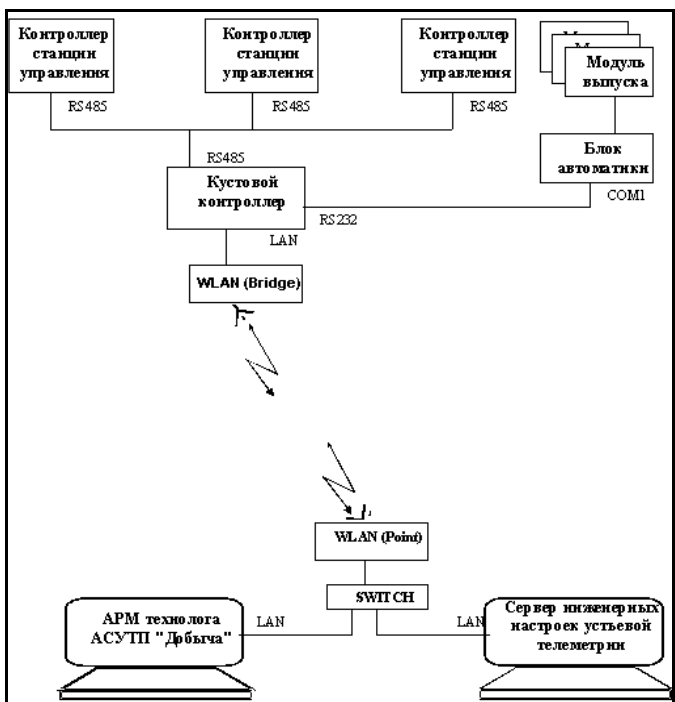 Контроллер
станции
управления
Контроллер
станции
управления
Контроллер
станции
управления
М
М
Модуль
выпуска
RS485
RS485
RS485
Блок
автоматики
COM1
RS485
Кустовой
контроллер
RS232
LAN
WLAN (Bridge)
WLAN (Point)
SWITCH
АРМ технолога
АСУТП "Добыча"
LAN
LAN
Сервер инженерных
настроек устьевой
телеметрии